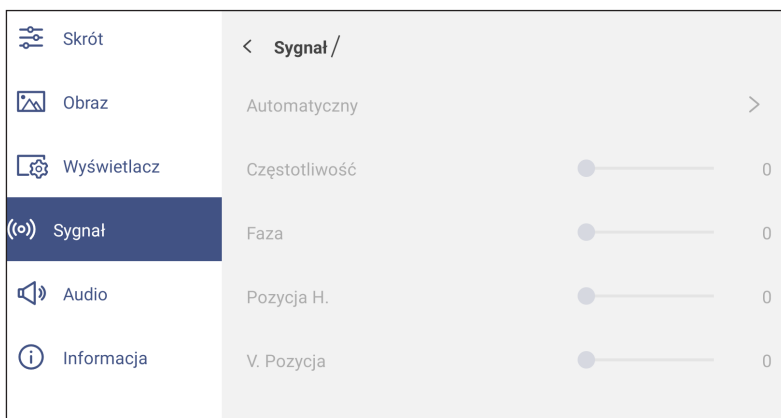 Skrót
Obraz
Wyświetlacz
Sygnał
Audio
Informacja
< Sygnał /
Automatyczny >
Częstotliwość 0
Faza 0
Pozycja H. 0
V. Pozycja 0